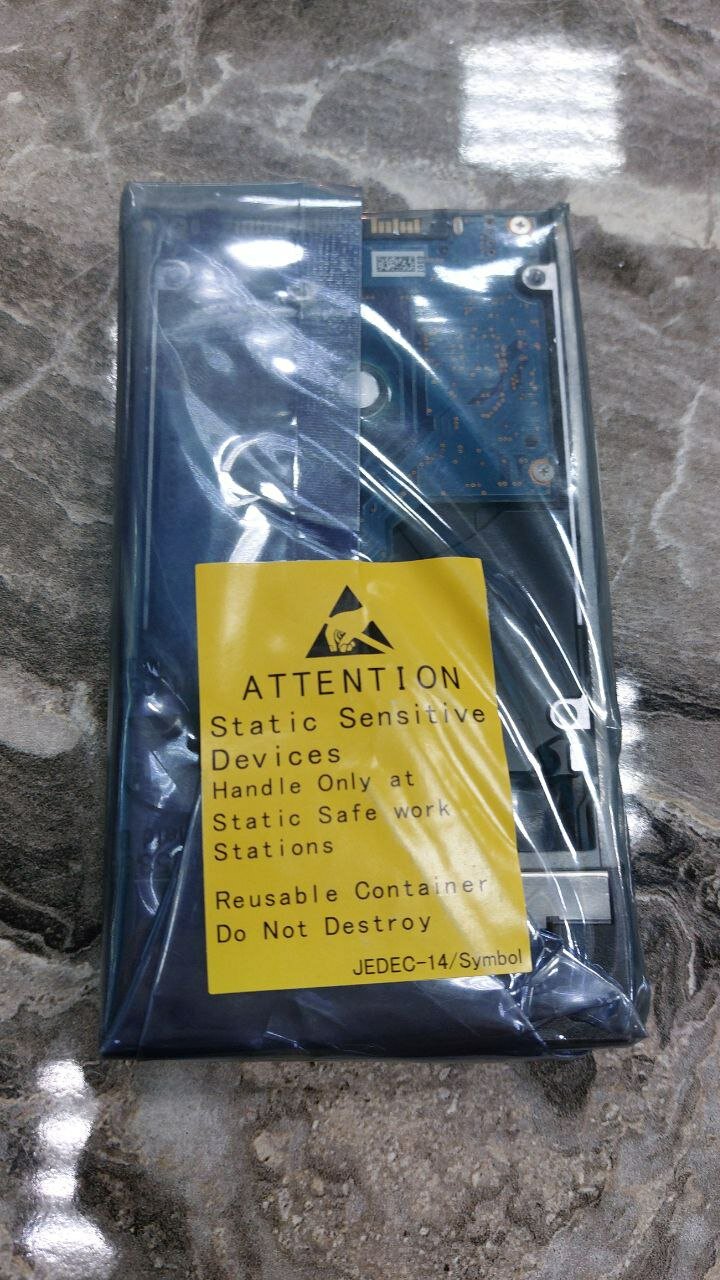 ATTENTION
Static Sensitive
Devices
Handle Only at
Static Safe work
Stations
Reusable Container
Do Not Destroy
JEDEC-14/Symbol